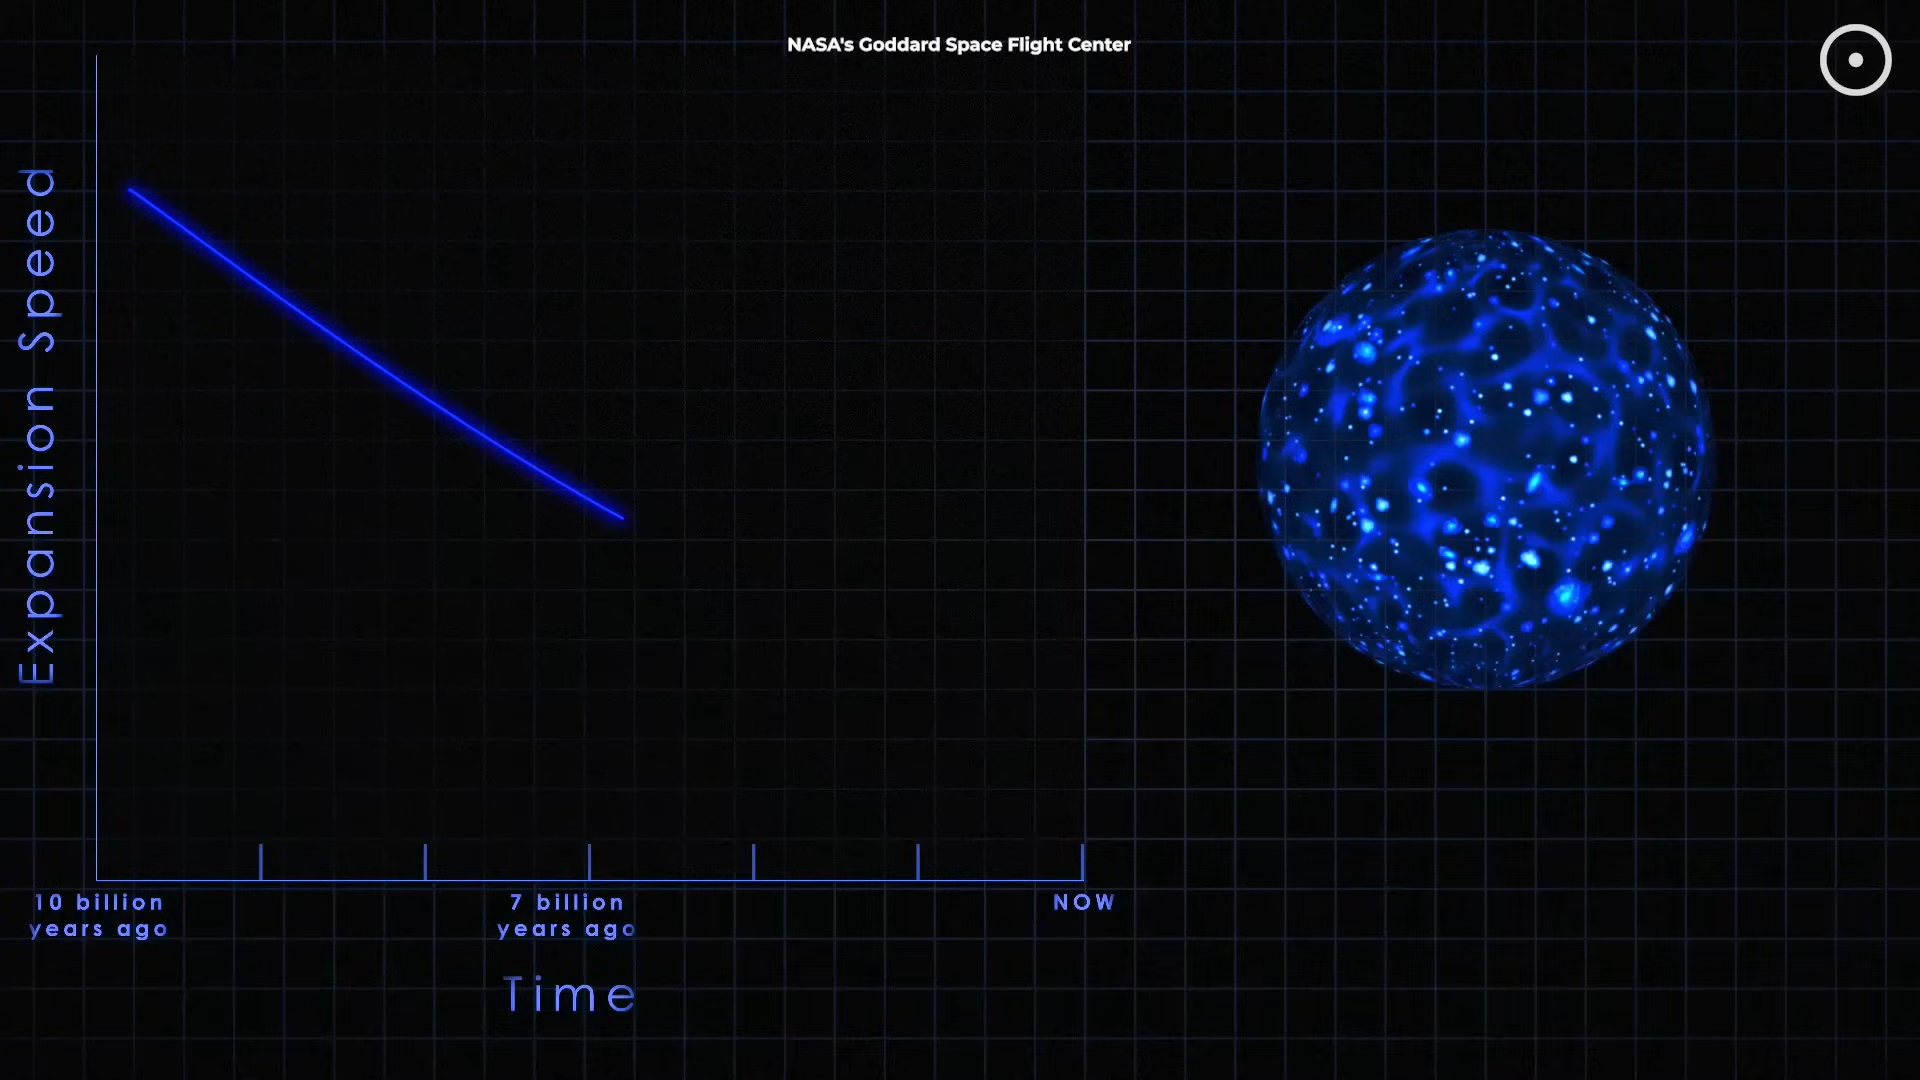 NASA's Goddard Space Flight Center
Expansion Speed
10 billion
years ago
7 billion
years ago
NOW
Time